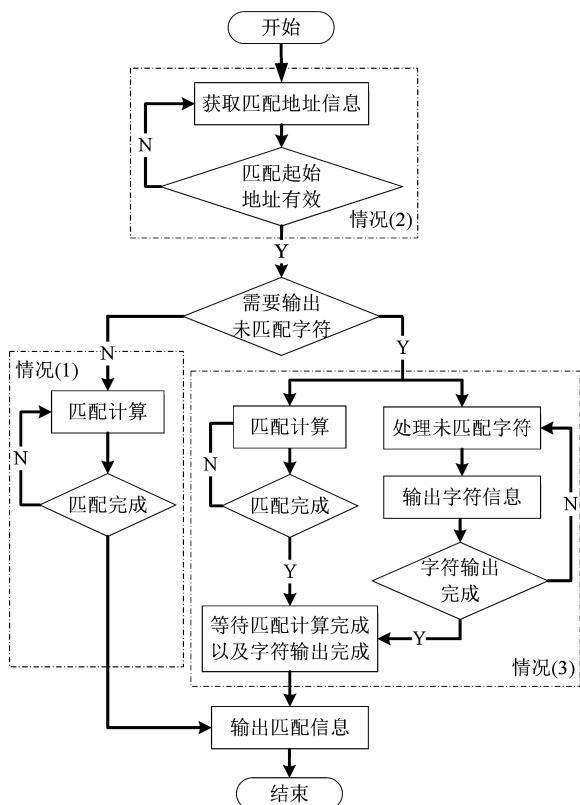 开始
获取匹配地址信息
N
匹配起始
地址有效
情况(2)
Y
需要输出
未匹配字符
N
Y
情况(1)
匹配计算
N
匹配完成
匹配计算
N
匹配完成
Y
处理未匹配字符
输出字符信息
N
字符输出
完成
Y
等待匹配计算完成
以及字符输出完成
情况(3)
输出匹配信息
结束